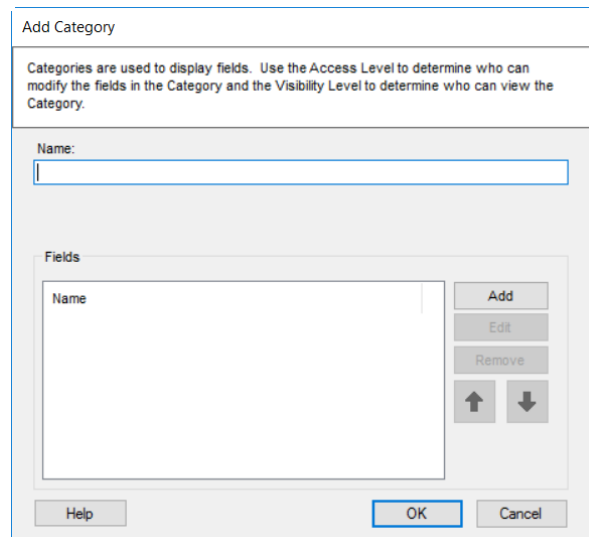 Add Category
Categories are used to display fields. Use the Access Level to determine who can
modify the fields in the Category and the Visibility Level to determine who can view the
Category.
Name:
Fields
Name
Add
Edit
Remove
Help
OK
Cancel